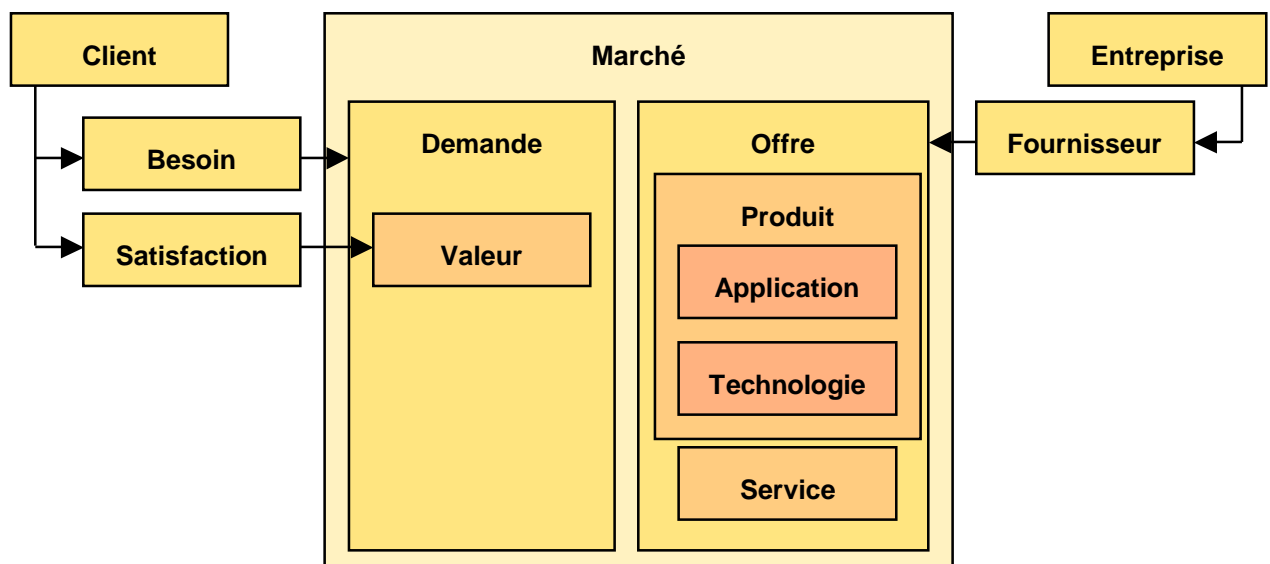 Client
Marché
Entreprise
Besoin
Demande
Offre
Fournisseur
Satisfaction
Valeur
Produit
Application
Technologie
Service